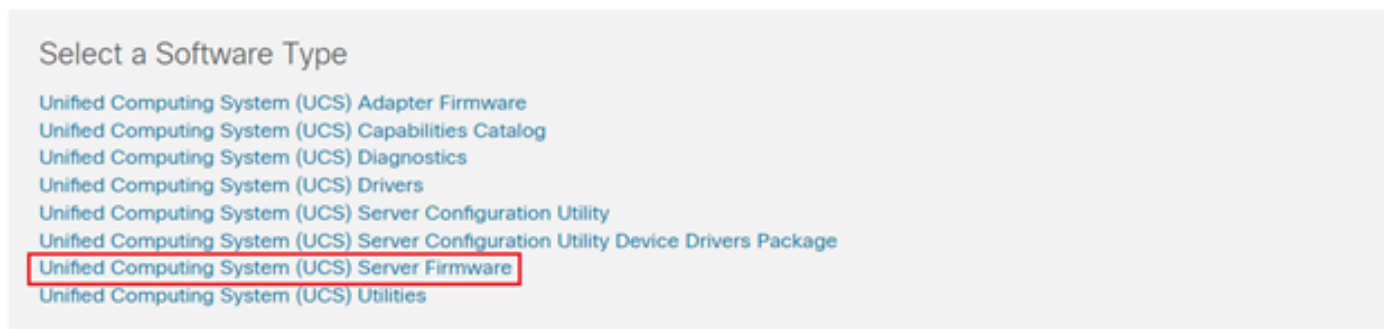 Select a Software Type
Unified Computing System (UCS) Adapter Firmware
Unified Computing System (UCS) Capabilities Catalog
Unified Computing System (UCS) Diagnostics
Unified Computing System (UCS) Drivers
Unified Computing System (UCS) Server Configuration Utility
Unified Computing System (UCS) Server Configuration Utility Device Drivers Package
Unified Computing System (UCS) Server Firmware
Unified Computing System (UCS) Utilities